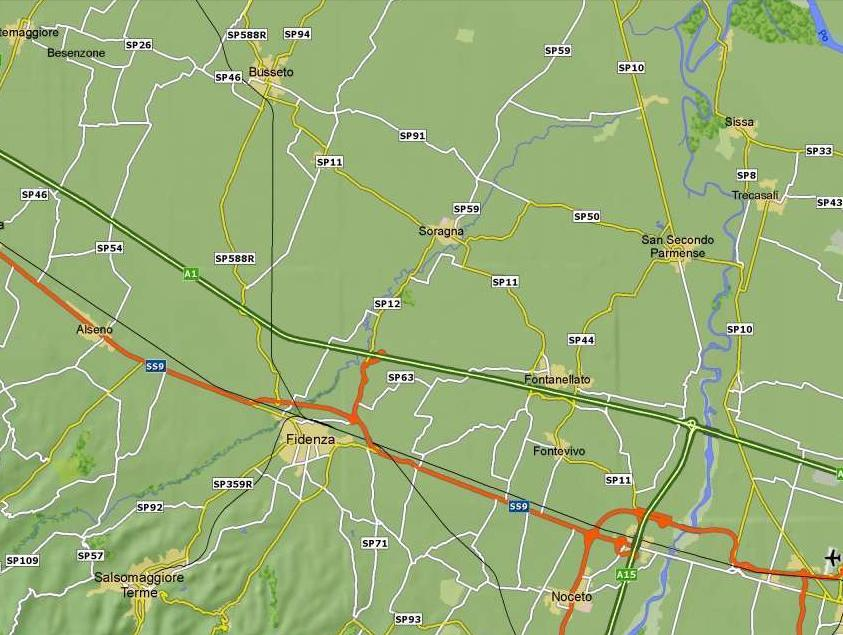 temaggiore
SP588R
SP94
SP26
Besenzone
SP59
Po
SP46
Busseto
SP10
SP91
Sissa
SP33
SP11
SP8
Trecasali
SP46
SP43
SP59
SP50
Soragna
a
San Secondo
Parmense
SP54
SP588R
A1
SP11
SP12
Alseno
SP10
SP44
SS9
SP63
Fontanellato
Fidenza
Fontevivo
A
SP359R
SP11
SP92
SS9
SP71
SP57
SP109
Salsomaggiore
Terme
A15
Noceto
SP93